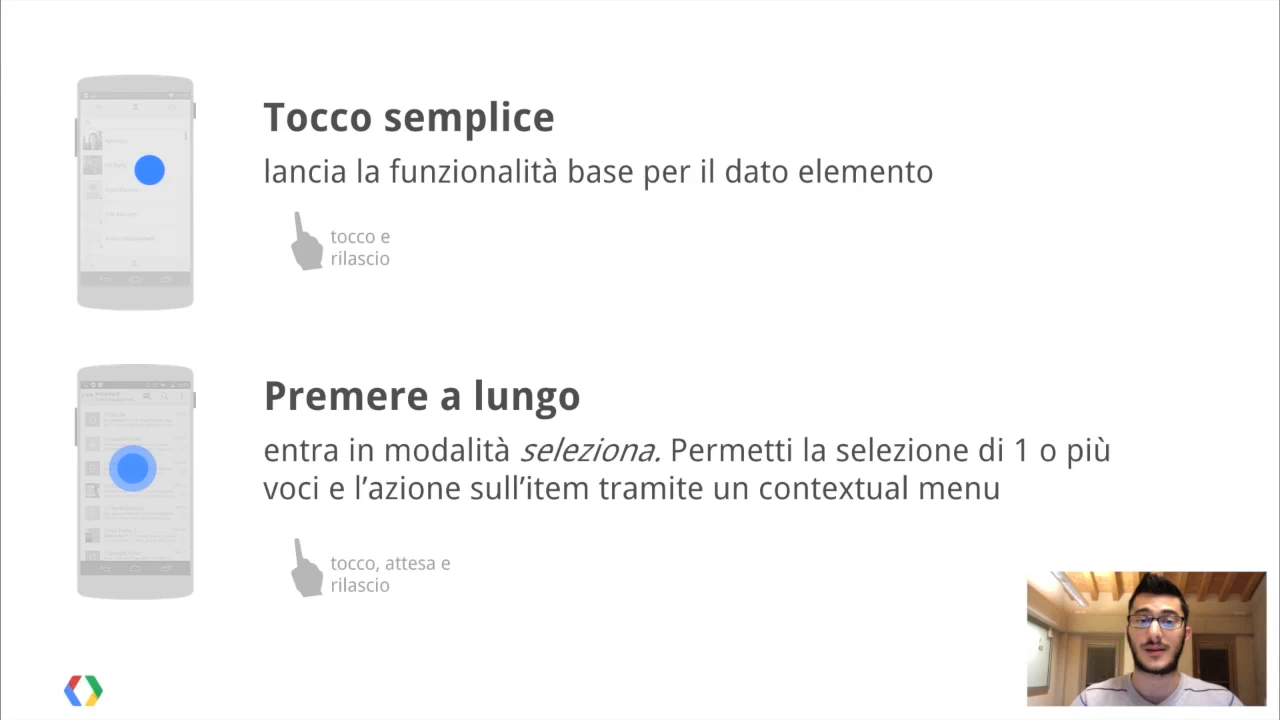 Tocco semplice
lancia la funzionalità base per il dato elemento
tocco e
rilascio
Premere a lungo
entra in modalità seleziona. Permetti la selezione di 1 o più
voci e l’azione sull’item tramite un contextual menu
tocco, attesa e
rilascio